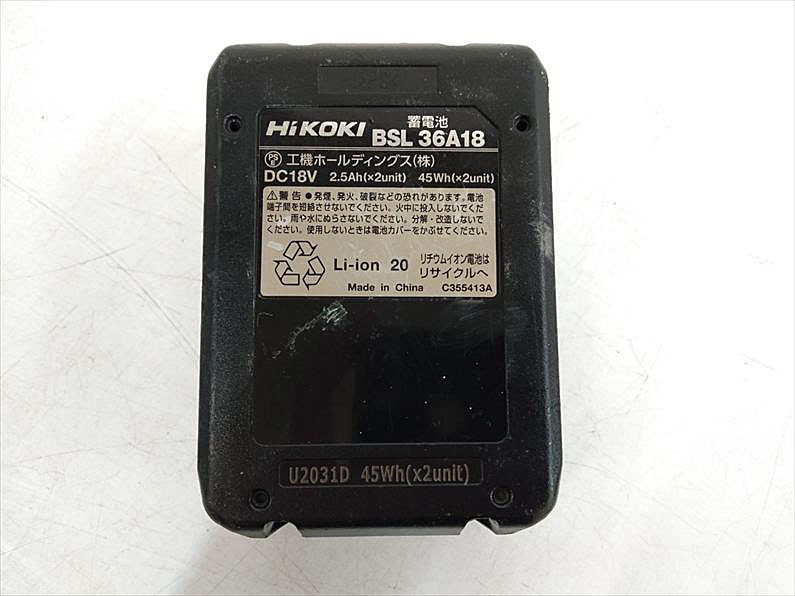 HiKOKI
蓄電池
BSL 36A18
PSE 工機ホールディングス(株)
DC18V 2.5Ah(×2unit) 45Wh(×2unit)
⚠警告 ●発煙、発火、破裂などの恐れがあります。電池
端子間を短絡させないでください。火中に投入しないでくだ
さい。雨や水にぬらさないでください。分解・改造しないで
ください。使用しないときは電池カバーをかぶせてください。
Li-ion 20
リチウムイオン電池は
リサイクルへ
Made in China C355413A
U2031D 45Wh(x2unit)